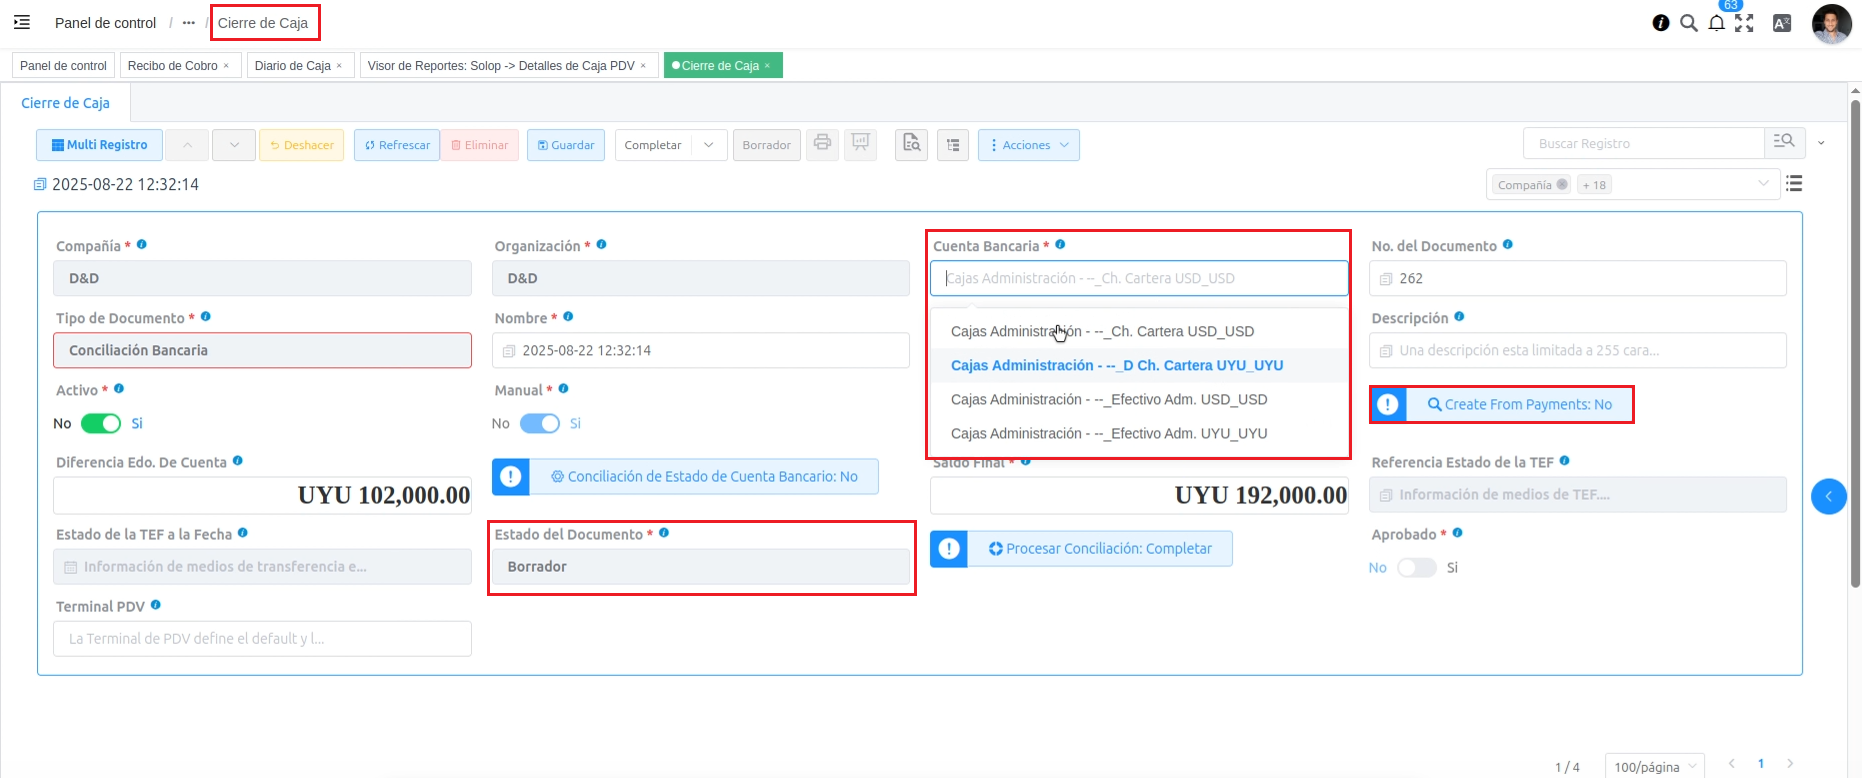 Panel de control / ••• / Cierre de Caja
63
Panel de control
Recibo de Cobro ×
Diario de Caja ×
Visor de Reportes: Solop -> Detalles de Caja PDV ×
Cierre de Caja ×
Cierre de Caja
Multi Registro
Deshacer
Refrescar
Eliminar
Guardar
Completar
Borrador
Acciones
Buscar Registro
2025-08-22 12:32:14
Compañía
+ 18
Compañía *
D&D
Organización *
D&D
Cuenta Bancaria *
Cajas Administración - --_Ch. Cartera USD_USD
No. del Documento
262
Tipo de Documento *
Conciliación Bancaria
Nombre *
2025-08-22 12:32:14
Cajas Administración - --_Ch. Cartera USD_USD
Cajas Administración - --_D Ch. Cartera UYU_UYU
Cajas Administración - --_Efectivo Adm. USD_USD
Cajas Administración - --_Efectivo Adm. UYU_UYU
Descripción
Una descripción esta limitada a 255 cara...
Activo *
No
Si
Manual *
No
Si
Create From Payments: No
Diferencia Edo. De Cuenta
UYU 102,000.00
Conciliación de Estado de Cuenta Bancario: No
Saldo Final *
UYU 192,000.00
Referencia Estado de la TEF
Información de medios de TEF....
Estado de la TEF a la Fecha
Información de medios de transferencia e...
Estado del Documento *
Borrador
Procesar Conciliación: Completar
Aprobado *
No
Si
Terminal PDV
La Terminal de PDV define el default y l...
1 / 4
100/página
1